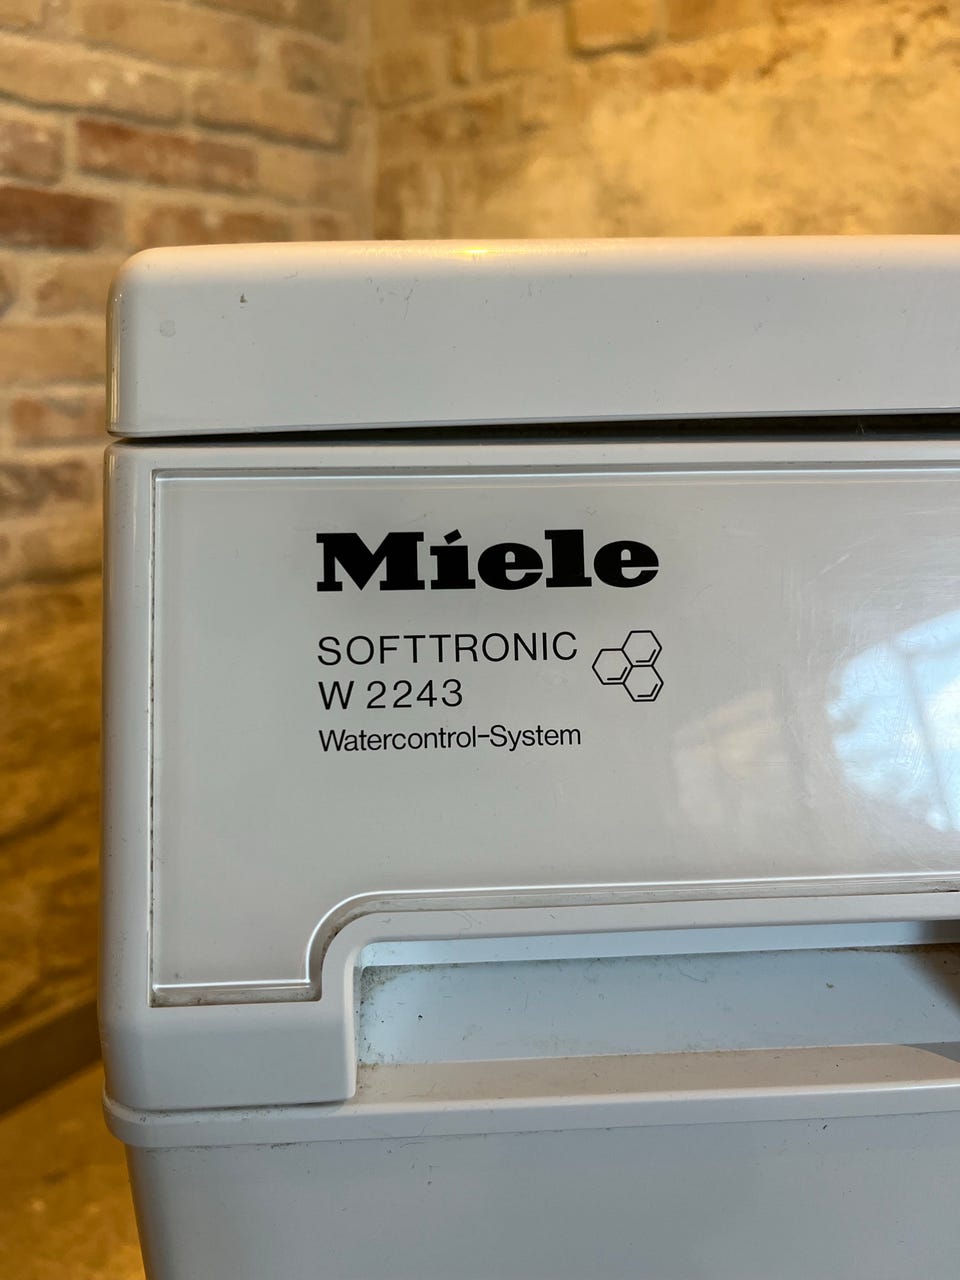 Miele
SOFTTRONIC
W 2243
Watercontrol-System